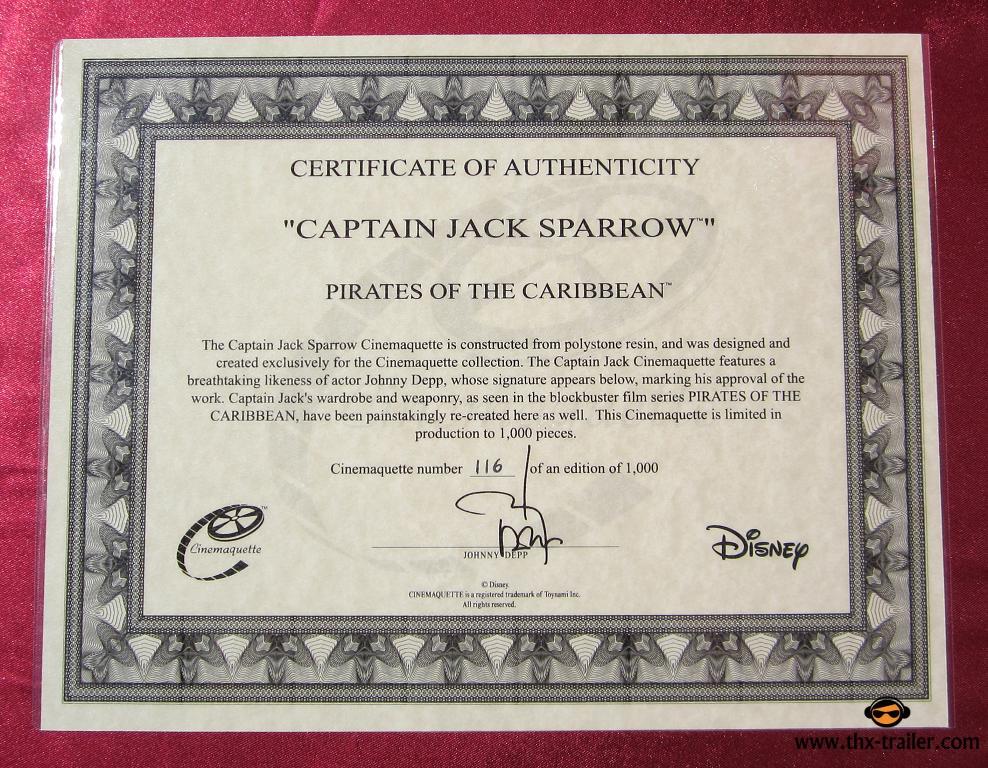 CERTIFICATE OF AUTHENTICITY
"CAPTAIN JACK SPARROW™"
PIRATES OF THE CARIBBEAN™
The Captain Jack Sparrow Cinemaquette is constructed from polystone resin, and was designed and
created exclusively for the Cinemaquette collection. The Captain Jack Cinemaquette features a
breathtaking likeness of actor Johnny Depp, whose signature appears below, marking his approval of the
work. Captain Jack's wardrobe and weaponry, as seen in the blockbuster film series PIRATES OF THE
CARIBBEAN, have been painstakingly re-created here as well. This Cinemaquette is limited in
production to 1,000 pieces.
Cinemaquette number 116 of an edition of 1,000
Cinemaquette™
Depp
JOHNNY DEPP
Disney
© Disney.
CINEMAQUETTE is a registered trademark of Toynami Inc.
All rights reserved.
www.thx-trailer.com